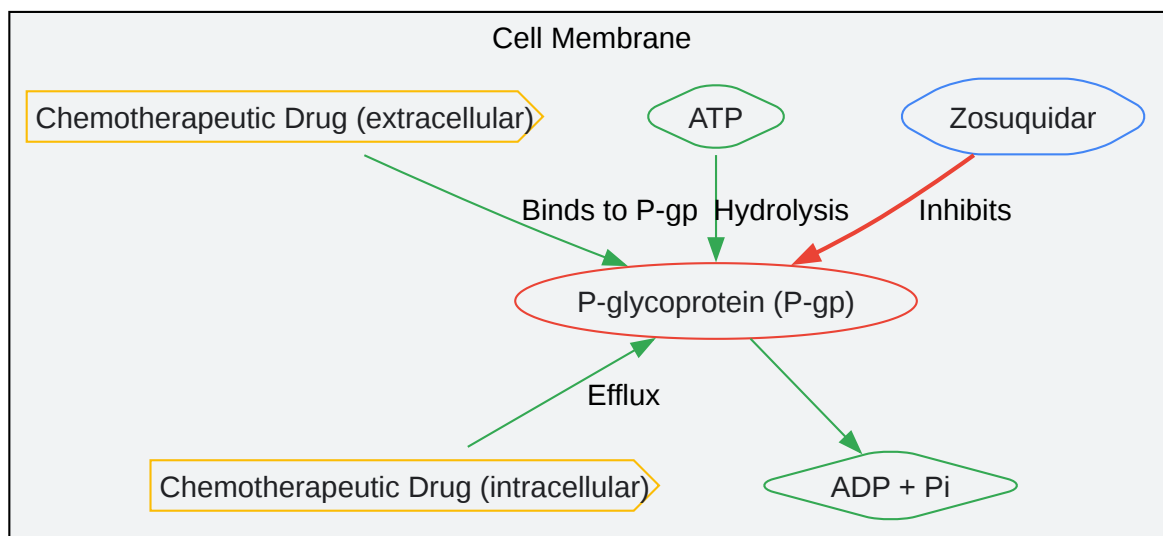 Cell Membrane
Chemotherapeutic Drug (extracellular)
ATP
Zosuquidar
Binds to P-gp
Hydrolysis
Inhibits
P-glycoprotein (P-gp)
Efflux
Chemotherapeutic Drug (intracellular)
ADP + Pi